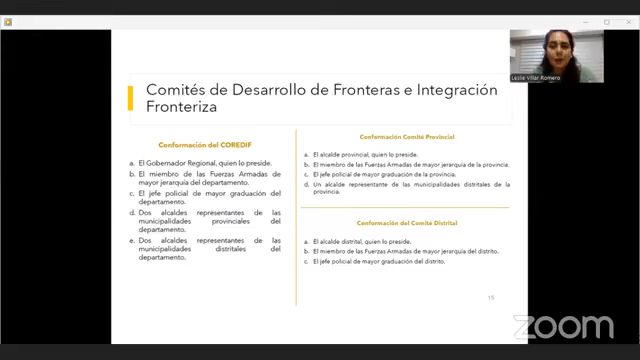 Comités de Desarrollo de Fronteras e Integración
Fronteriza
Conformación del COREDIF
a. El Gobernador Regional, quien lo preside.
b. El miembro de las Fuerzas Armadas de
mayor jerarquía del departamento.
c. El jefe policial de mayor graduación del
departamento.
d. Dos alcaldes representantes de las
municipalidades provinciales del
departamento.
e. Dos alcaldes representantes de las
municipalidades distritales del
departamento.
Conformación Comité Provincial
a. El alcalde provincial, quien lo preside.
b. El miembro de las Fuerzas Armadas de mayor jerarquía de la provincia.
c. El jefe policial de mayor graduación de la provincia.
d. Un alcalde representante de las municipalidades distritales de la
provincia.
Conformación del Comité Distrital
a. El alcalde distrital, quien lo preside.
b. El miembro de las Fuerzas Armadas de mayor jerarquía del distrito.
c. El jefe policial de mayor graduación del distrito.
15
Leslie Villar Romero
zoom